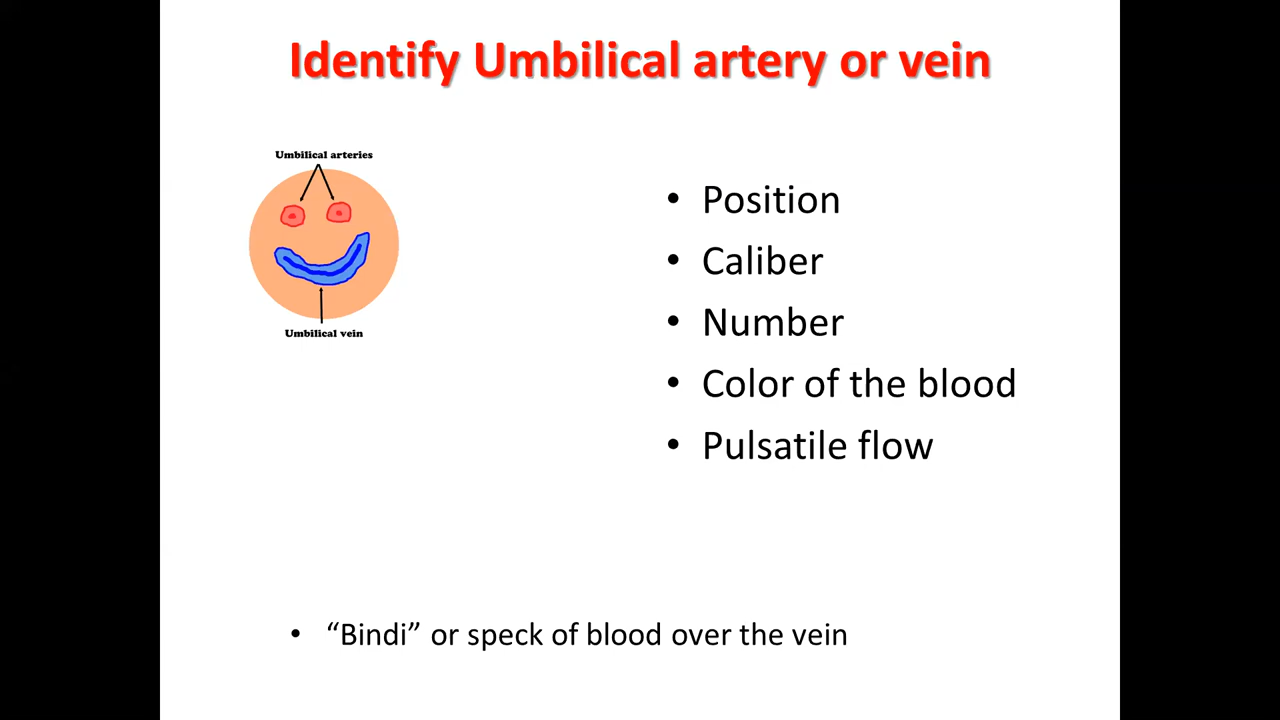 Identify Umbilical artery or vein
Umbilical arteries
Umbilical vein
• Position
• Caliber
• Number
• Color of the blood
• Pulsatile flow
• “Bindi” or speck of blood over the vein